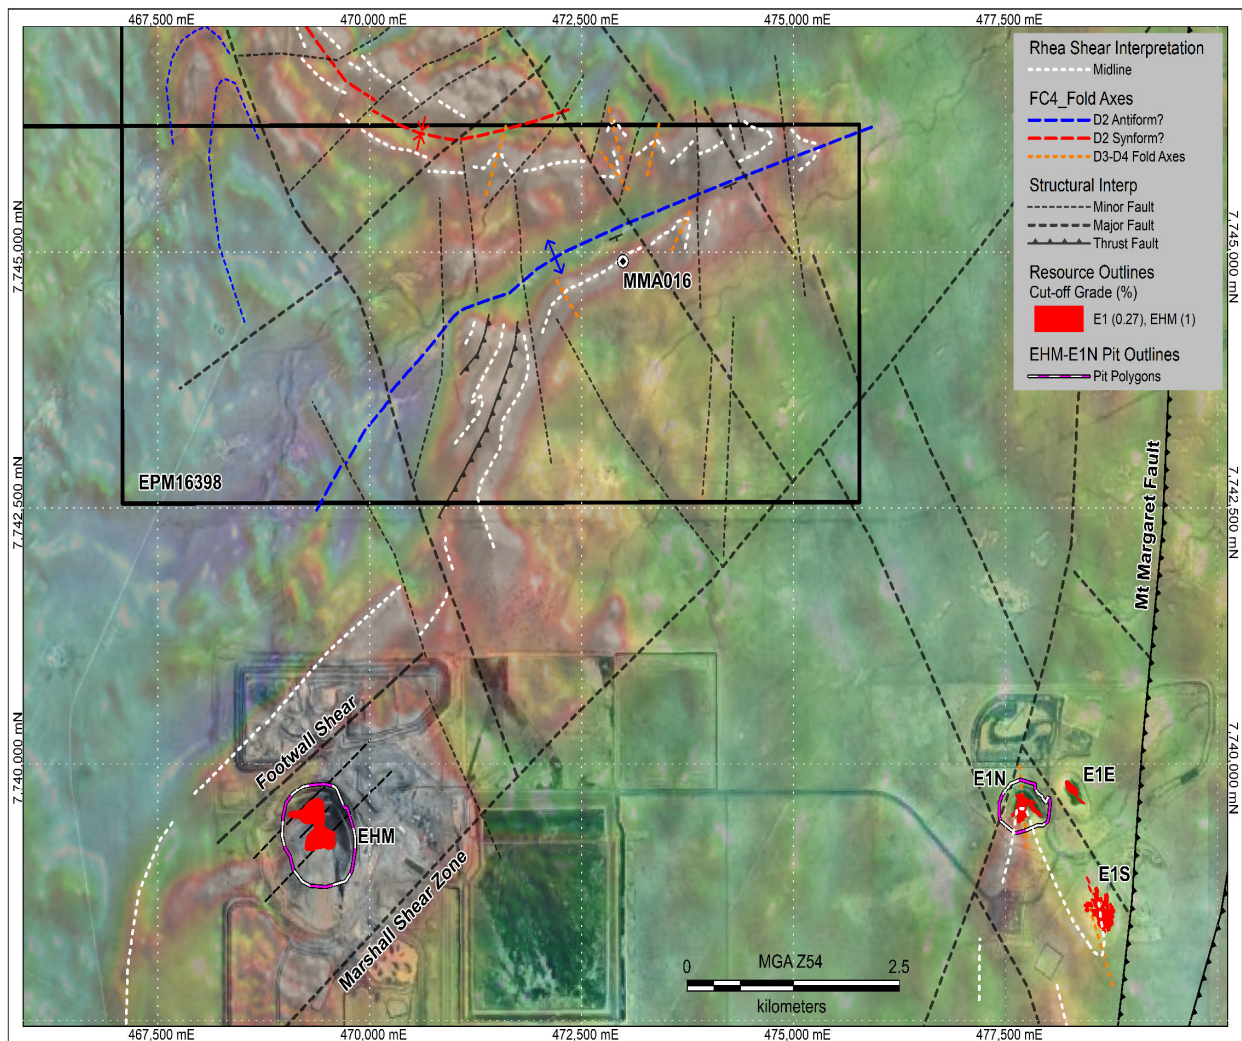 467,500 mE
470,000 mE
472,500 mE
475,000 mE
477,500 mE
Rhea Shear Interpretation
Midline
FC4_Fold Axes
D2 Antiform?
D2 Synform?
D3-D4 Fold Axes
Structural Interp
Minor Fault
Major Fault
Thrust Fault
Resource Outlines
Cut-off Grade (%)
E1 (0.27), EHM (1)
EHM-E1N Pit Outlines
Pit Polygons
7,745,000 mN
7,745,000 mN
MMA016
EPM16398
7,742,500 mN
7,742,500 mN
Mt Margaret Fault
Footwall Shear
7,740,000 mN
7,740,000 mN
E1N
E1E
EHM
E1S
Marshall Shear Zone
MGA Z54
0
2.5
kilometers
467,500 mE
470,000 mE
472,500 mE
475,000 mE
477,500 mE